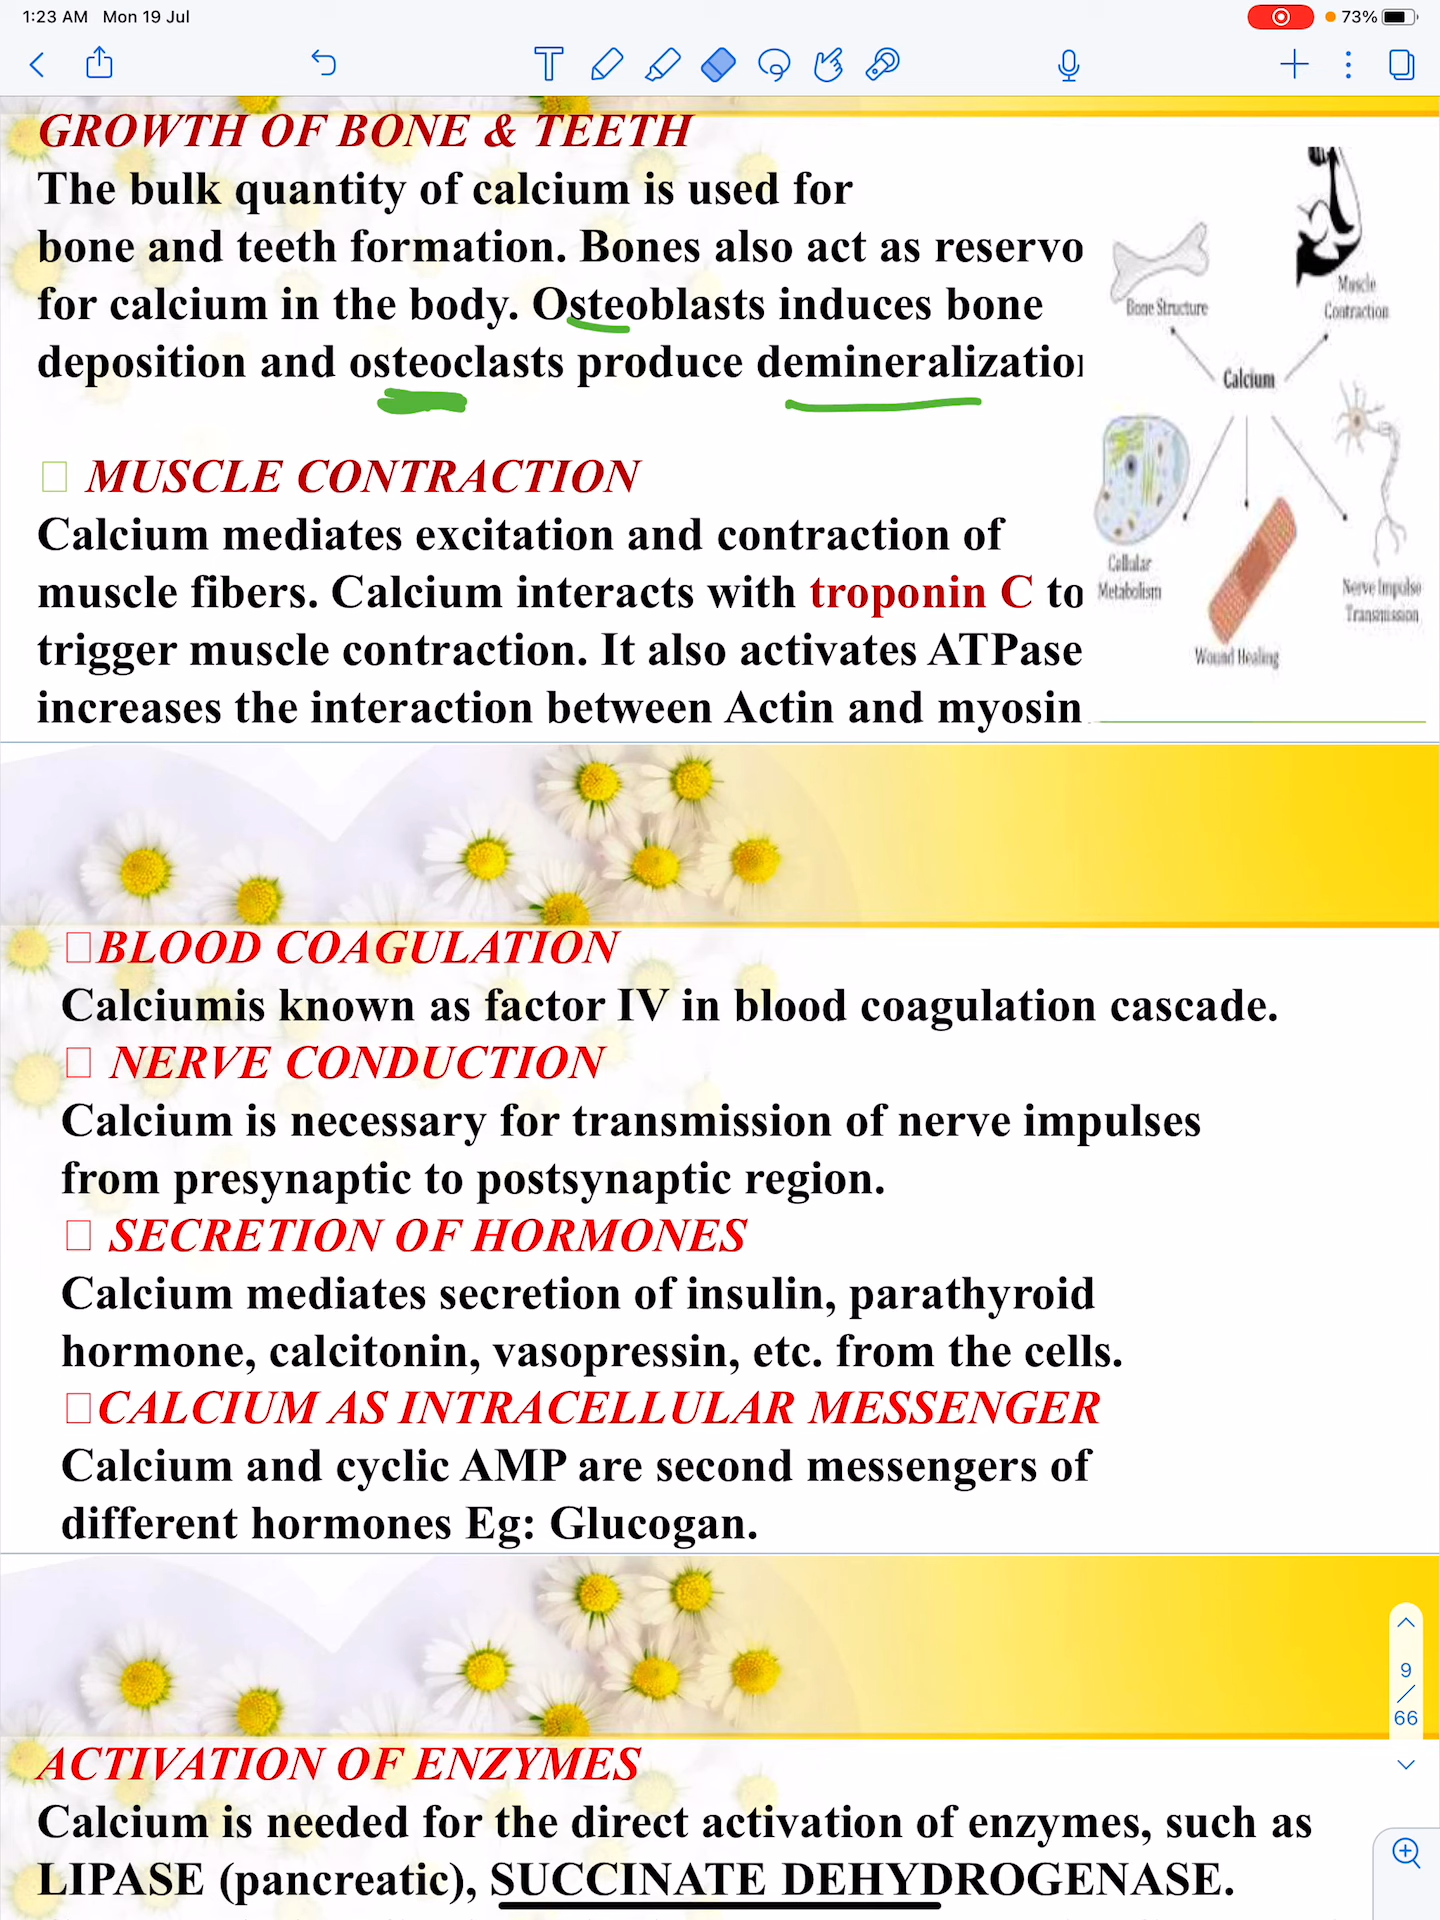 1:23 AM Mon 19 Jul
73%
GROWTH OF BONE & TEETH
The bulk quantity of calcium is used for
bone and teeth formation. Bones also act as reservo
for calcium in the body. Osteoblasts induces bone
deposition and osteoclasts produce demineralization
MUSCLE CONTRACTION
Calcium mediates excitation and contraction of
muscle fibers. Calcium interacts with troponin C to
trigger muscle contraction. It also activates ATPase
increases the interaction between Actin and myosin
Bone Structure
Muscle
Contraction
Calcium
Cellular
Metabolism
Nerve Impulse
Transmission
Wound Healing
BLOOD COAGULATION
Calciumis known as factor IV in blood coagulation cascade.
NERVE CONDUCTION
Calcium is necessary for transmission of nerve impulses
from presynaptic to postsynaptic region.
SECRETION OF HORMONES
Calcium mediates secretion of insulin, parathyroid
hormone, calcitonin, vasopressin, etc. from the cells.
CALCIUM AS INTRACELLULAR MESSENGER
Calcium and cyclic AMP are second messengers of
different hormones Eg: Glucogan.
9
/
66
ACTIVATION OF ENZYMES
Calcium is needed for the direct activation of enzymes, such as
LIPASE (pancreatic), SUCCINATE DEHYDROGENASE.